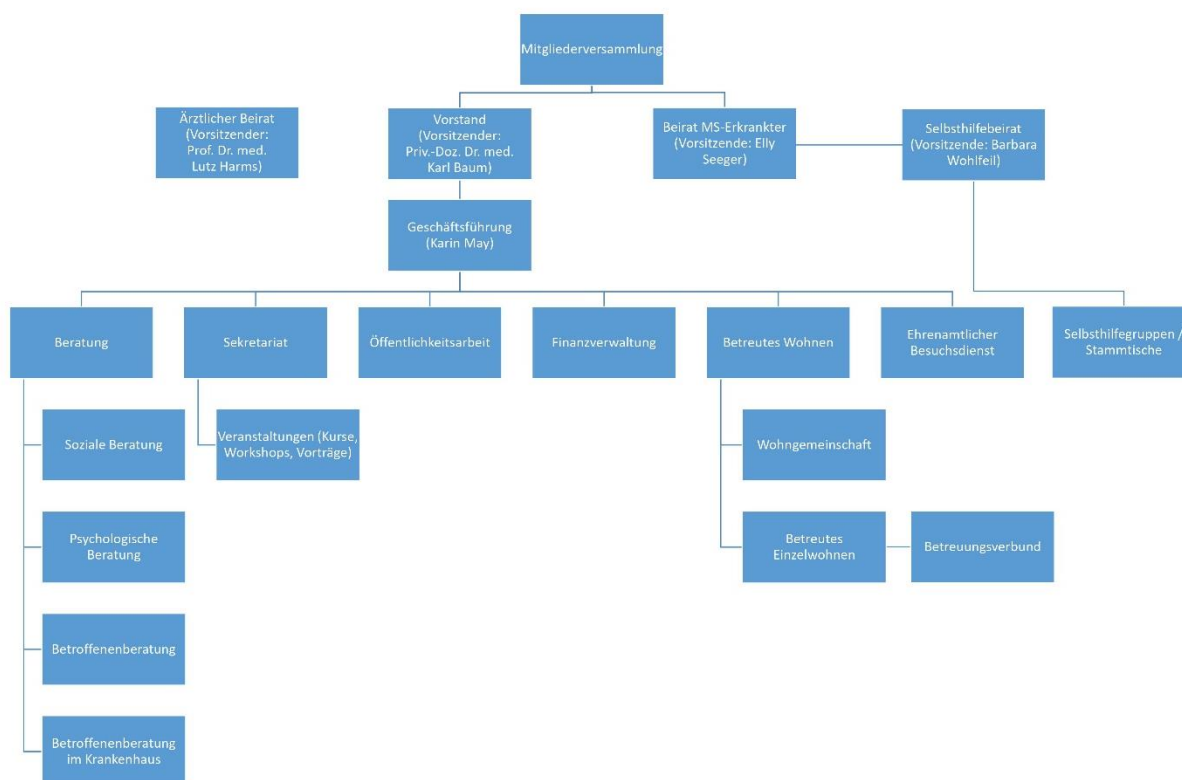 Mitgliederversammlung
Ärztlicher Beirat
(Vorsitzender:
Prof. Dr. med.
Lutz Harms)
Vorstand
(Vorsitzender:
Priv.-Doz. Dr. med.
Karl Baum)
Beirat MS-Erkrankter
(Vorsitzende: Elly
Seeger)
Selbsthilfebeirat
(Vorsitzende: Barbara
Wohlfeil)
Geschäftsführung
(Karin May)
Beratung
Sekretariat
Öffentlichkeitsarbeit
Finanzverwaltung
Betreutes Wohnen
Ehrenamtlicher
Besuchsdienst
Selbsthilfegruppen /
Stammtische
Soziale Beratung
Veranstaltungen (Kurse,
Workshops, Vorträge)
Wohngemeinschaft
Psychologische
Beratung
Betreutes
Einzelwohnen
Betreuungsverbund
Betroffenenberatung
Betroffenenberatung
im Krankenhaus